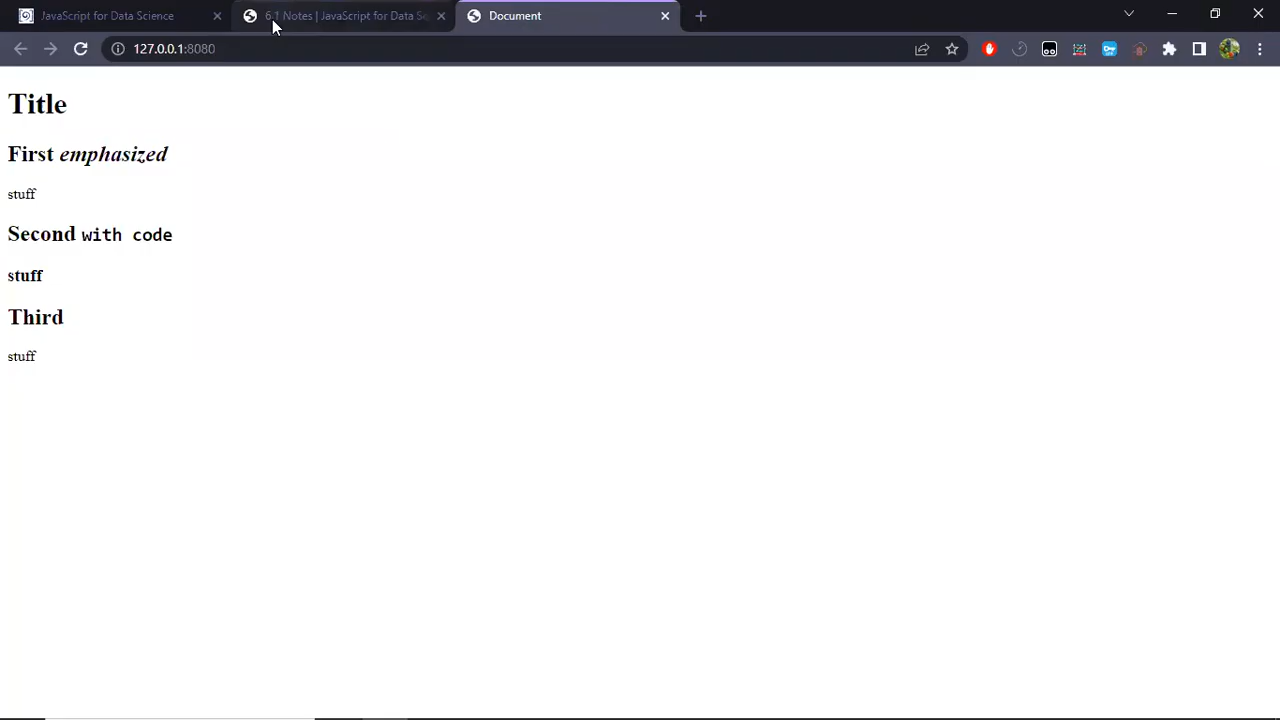 JavaScript for Data Science
6.1 Notes | JavaScript for Data Sc
Document
127.0.0.1:8080
Title
First emphasized
stuff
Second with code
stuff
Third
stuff